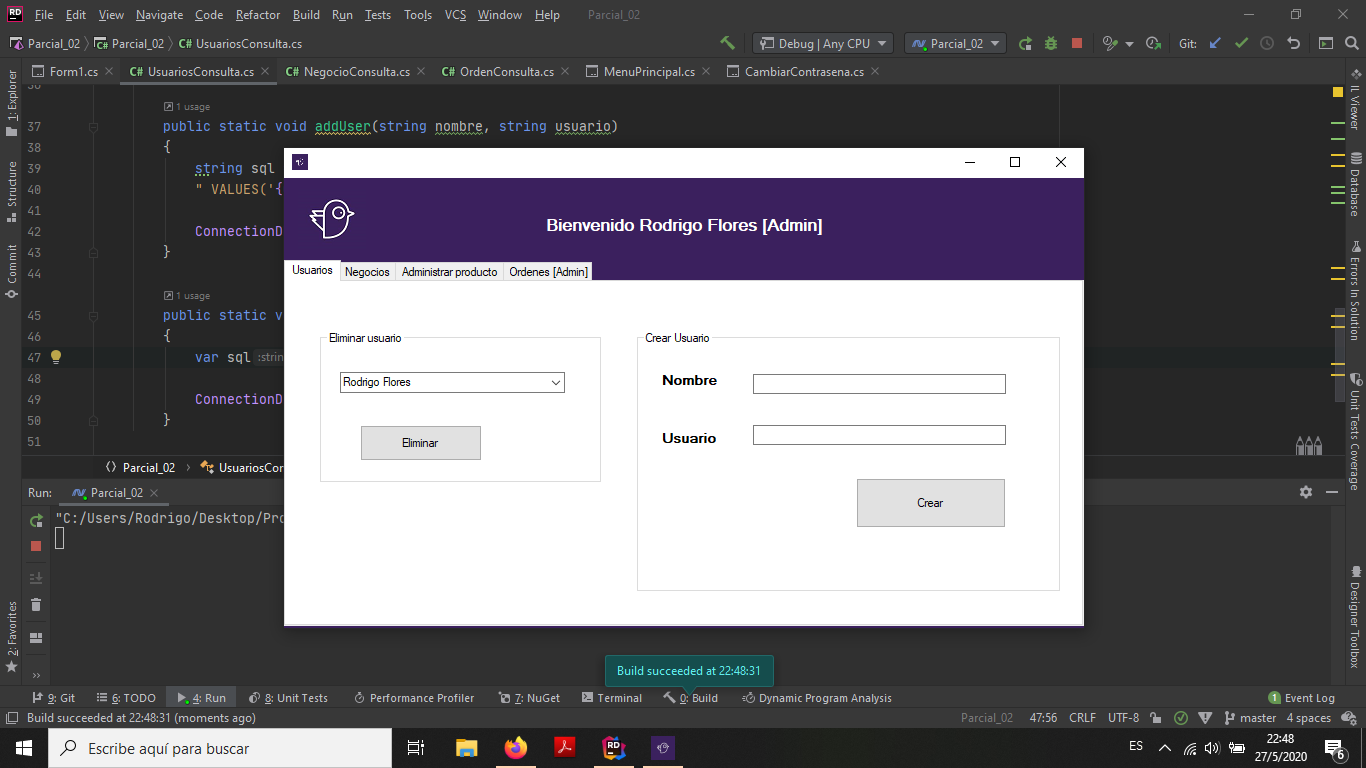 RD File Edit View Navigate Code Refactor Build Run Tests Tools VCS Window Help Parcial_02
Parcial_02 Parcial_02 C# UsuariosConsulta.cs Debug | Any CPU Parcial_02 Git:
Form1.cs C# UsuariosConsulta.cs C# NegocioConsulta.cs C# OrdenConsulta.cs MenuPrincipal.cs CambiarContrasena.cs
1: Explorer
Structure
Commit
2: Favorites
36
1 usage
37 public static void addUser(string nombre, string usuario)
38 {
39 string sql
40 " VALUES('{
41
42 ConnectionD
43 }
44
1 usage
45 public static v
46 {
47 var sql :strin
48
49 ConnectionD
50 }
51
Parcial_02 UsuariosCon
Bienvenido Rodrigo Flores [Admin]
Usuarios Negocios Administrar producto Ordenes [Admin]
Eliminar usuario
Rodrigo Flores
Eliminar
Crear Usuario
Nombre
Usuario
Crear
IL Viewer
Database
Errors In Solution
Unit Tests Coverage
Designer Toolbox
Run: Parcial_02
"C:/Users/Rodrigo/Desktop/Pro
Build succeeded at 22:48:31
9: Git 6: TODO 4: Run 8: Unit Tests Performance Profiler 7: NuGet Terminal 0: Build Dynamic Program Analysis 1 Event Log
Build succeeded at 22:48:31 (moments ago) Parcial_02 47:56 CRLF UTF-8 master 4 spaces
Escribe aquí para buscar RD ES 22:48
27/5/2020 6